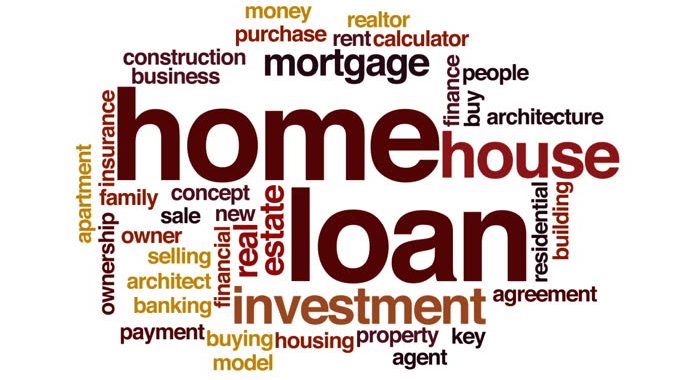 money
realtor
purchase
rent
calculator
construction
business
mortgage
finance
people
buy
architecture
home
insurance
house
apartment
family
concept
ownership
sale
new
real
estate
loan
residential
building
owner
financial
selling
architect
banking
investment
agreement
payment
buying
housing
property
key
model
agent